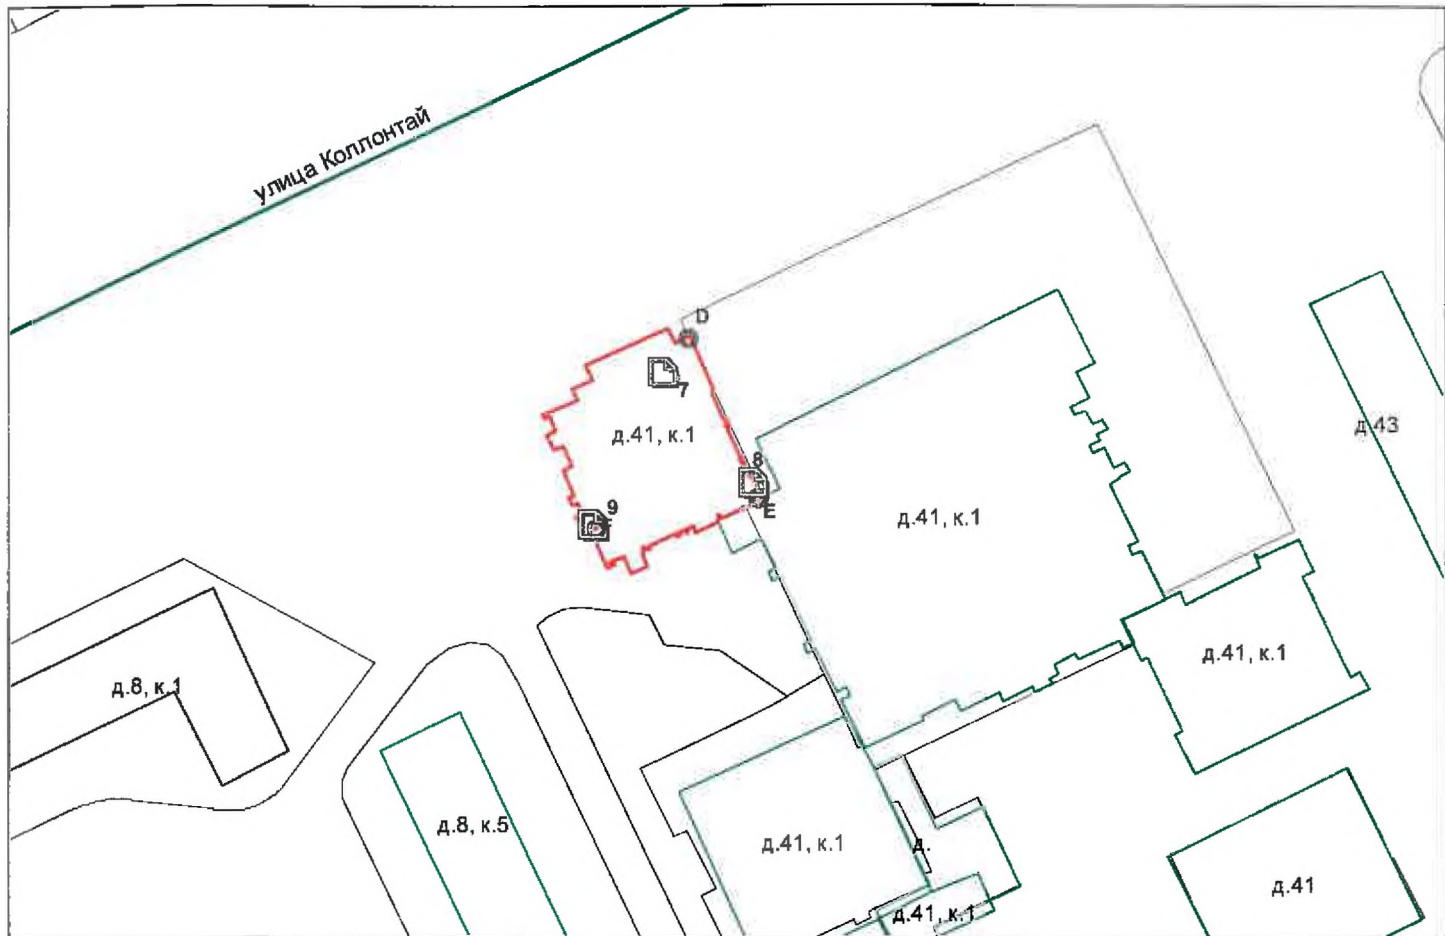 улица Коллонтай
D
7
д.41, к.1
д.43
8
E
9
F
д.41, к.1
д.41, к.1
д.8, к.1
д.8, к.5
д.41, к.1
д.
д.41
д.41, к.1